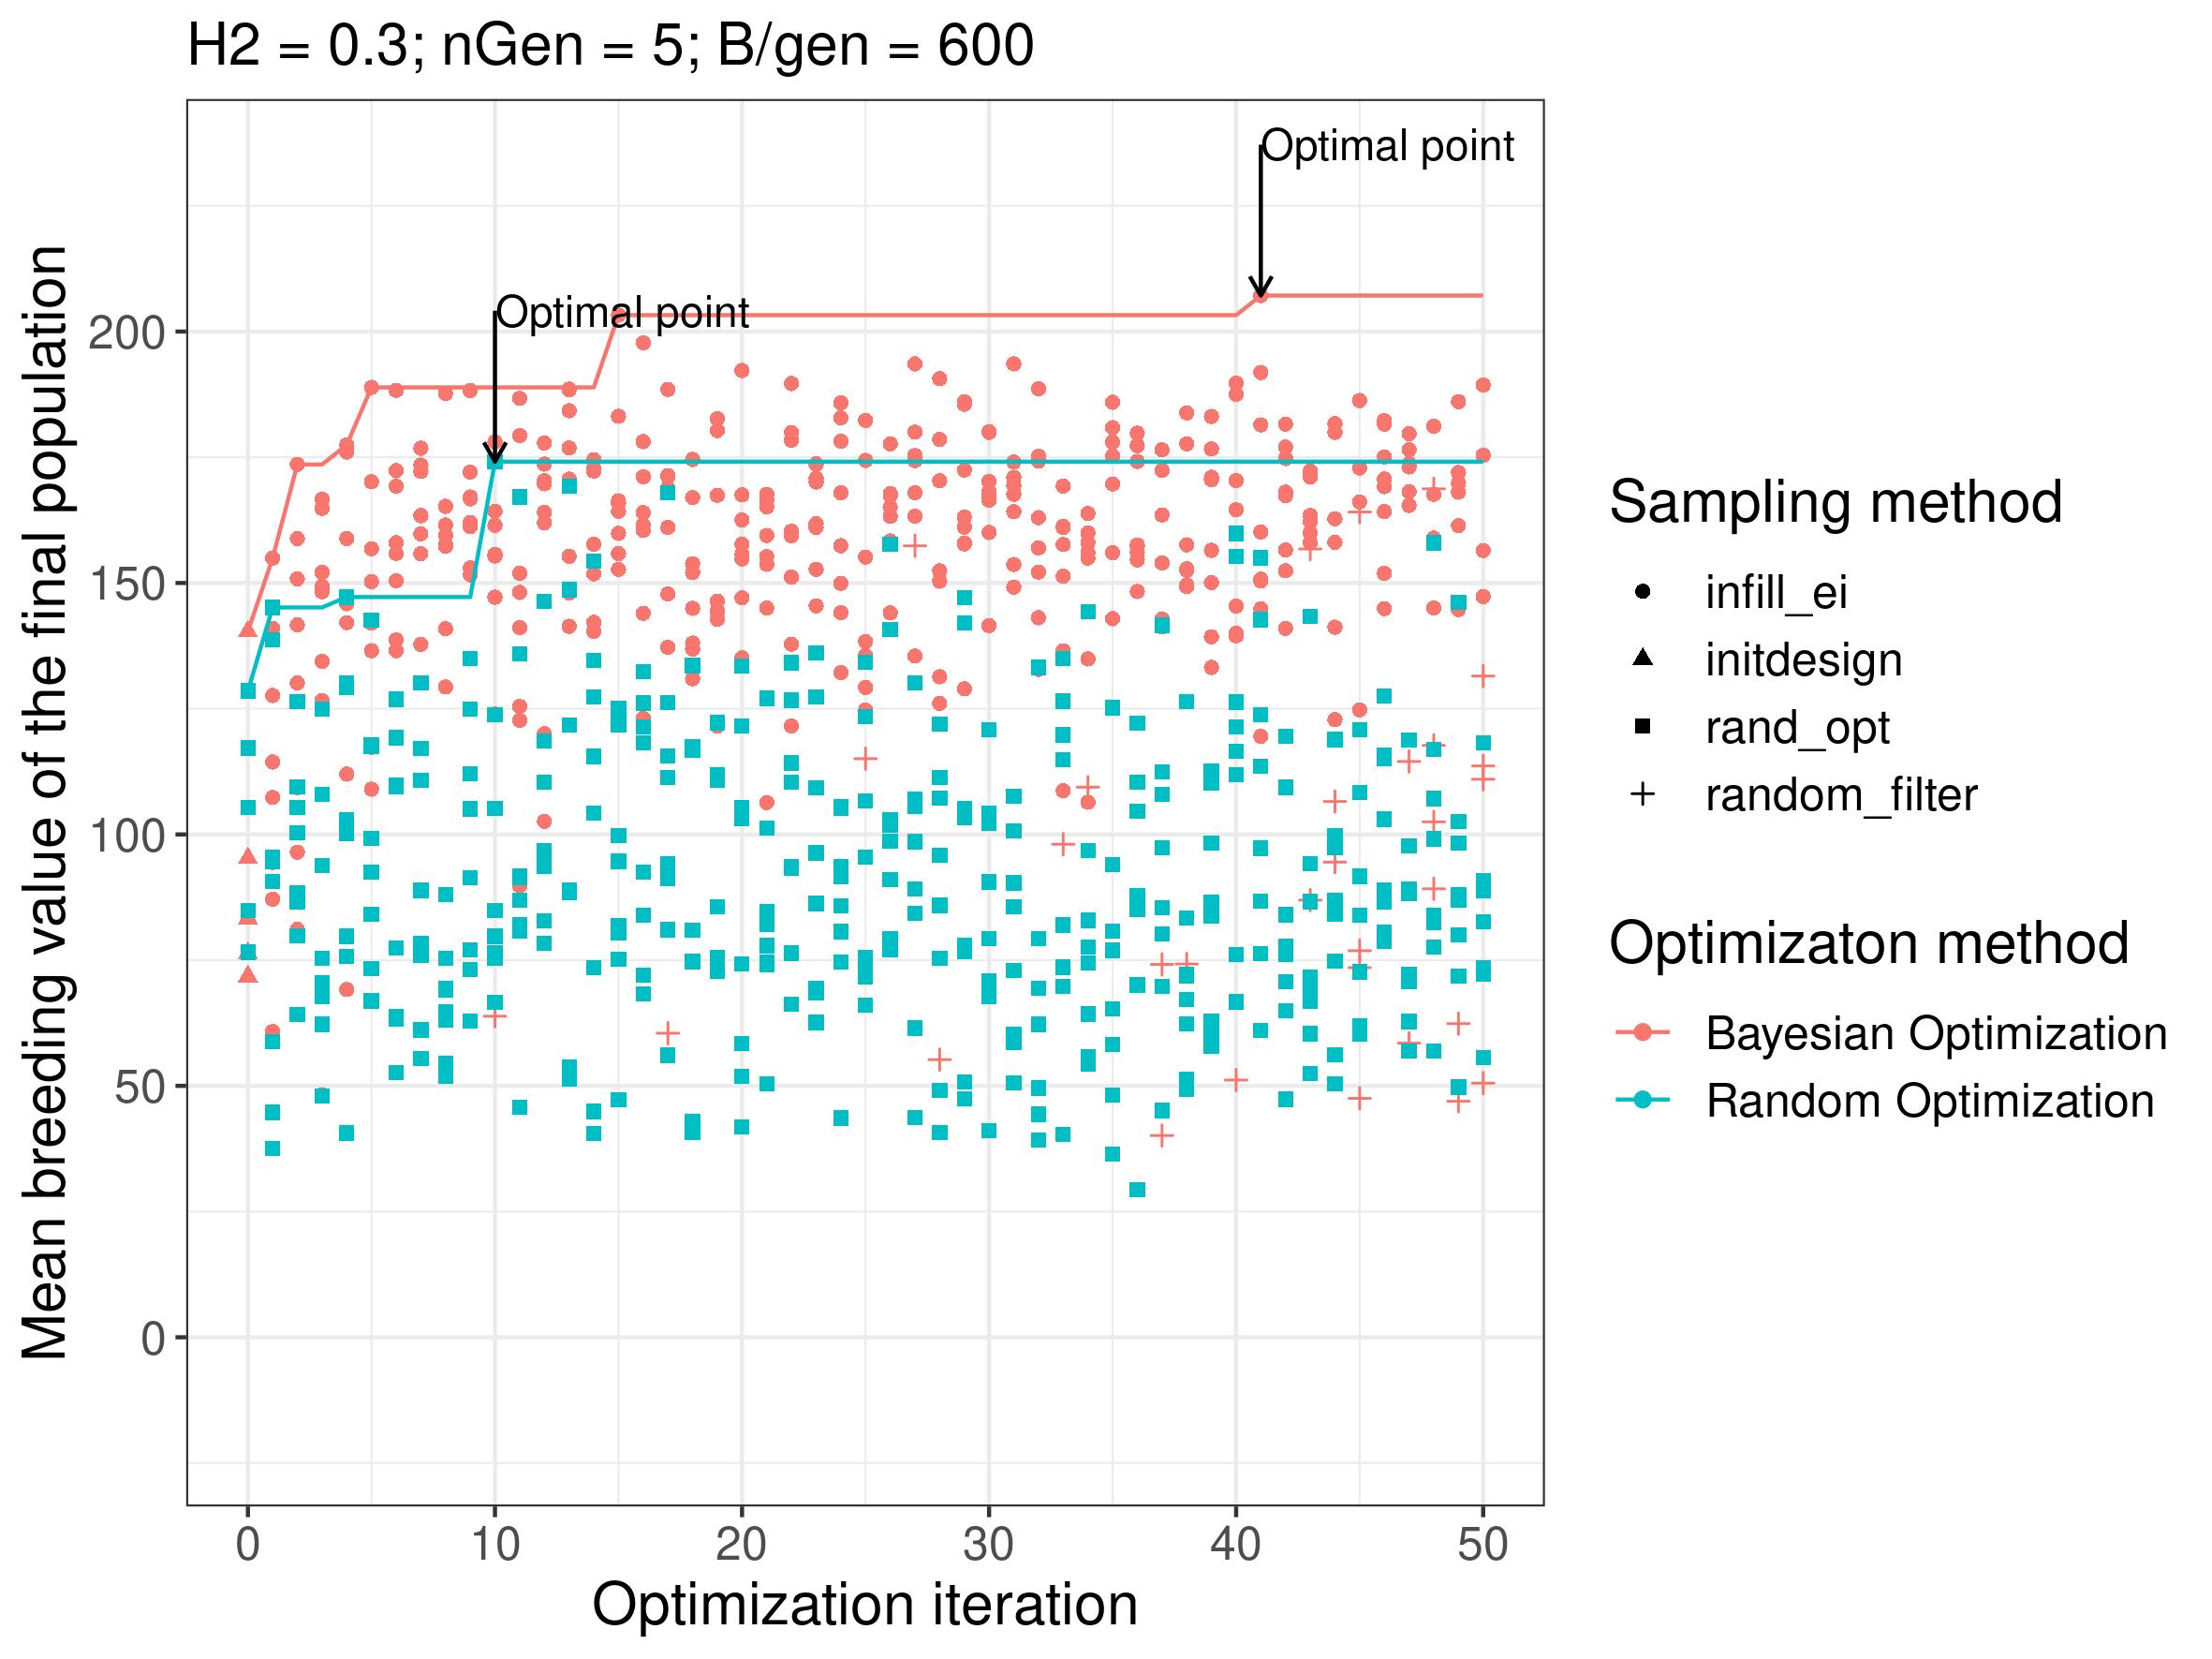 H2 = 0.3; nGen = 5; B/gen = 600
Mean breeding value of the final population
200
150
100
50
0
Optimal point
Optimal point
0 10 20 30 40 50
Optimization iteration
Sampling method
infill_ei
initdesign
rand_opt
random_filter
Optimizaton method
Bayesian Optimization
Random Optimization